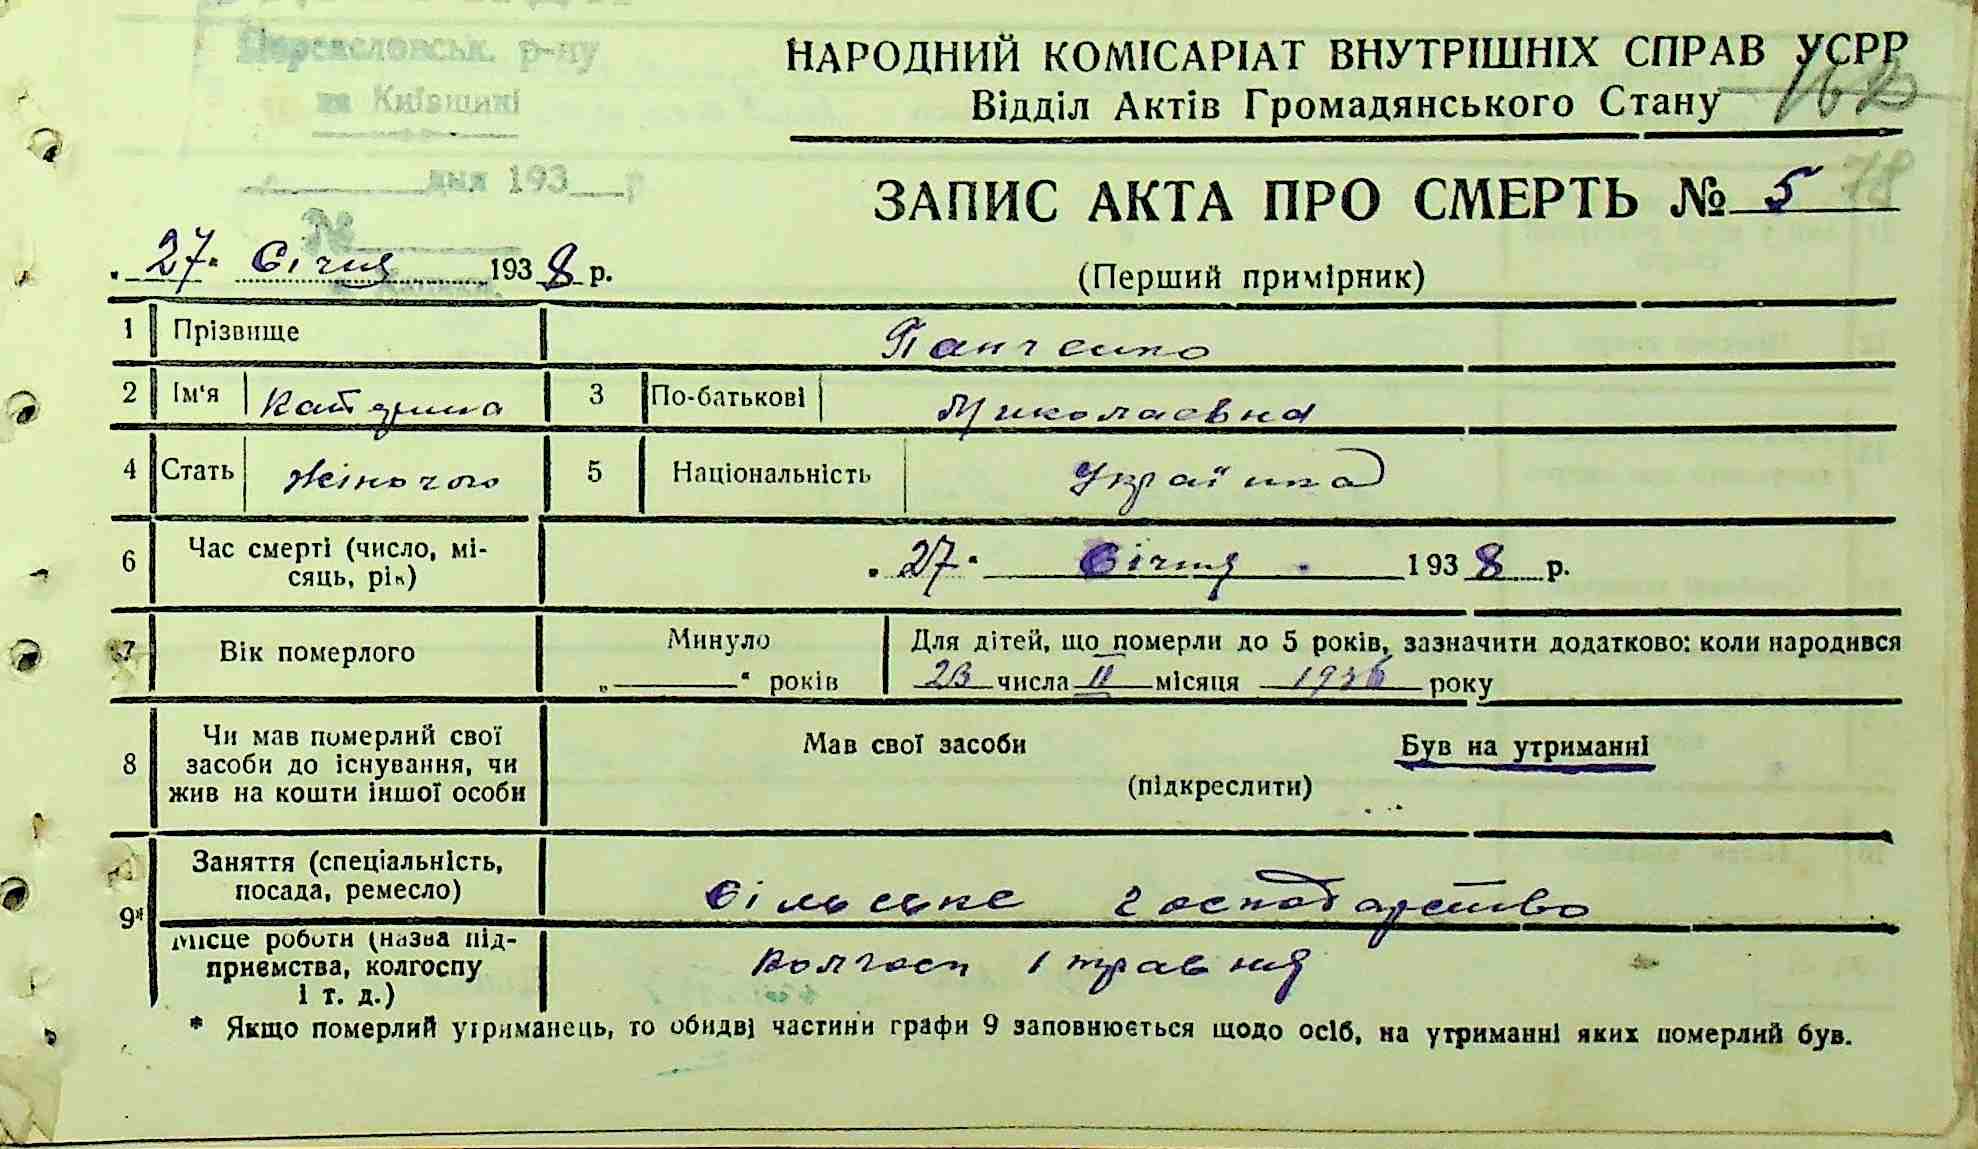 Переяславськ. р-ну
на Київщині
дня 193 р
№
НАРОДНИЙ КОМІСАРІАТ ВНУТРІШНІХ СПРАВ УСРР
Відділ Актів Громадянського Стану
78
ЗАПИС АКТА ПРО СМЕРТЬ № 5
27 Січня 1938 р.
(Перший примірник)
1 Прізвище Панченко
2 Ім'я Катерина 3 По-батькові Миколаєвна
4 Стать Жіночого 5 Національність Українка
6 Час смерті (число, мі-
сяць, рік)
27 Січня 1938 р.
7 Вік померлого
Минуло
„ “ років
Для дітей, що померли до 5 років, зазначити додатково: коли народився
23 числа II місяця 1936 року
8 Чи мав померлий свої
засоби до існування, чи
жив на кошти іншої особи
Мав свої засоби Був на утриманні
(підкреслити)
9* Заняття (спеціальність,
посада, ремесло)
Сільське господарство
Місце роботи (назва під-
приємства, колгоспу
і т. д.)
Колгосп 1 травня
* Якщо померлий утриманець, то обидві частини графи 9 заповнюється щодо осіб, на утриманні яких померлий був.